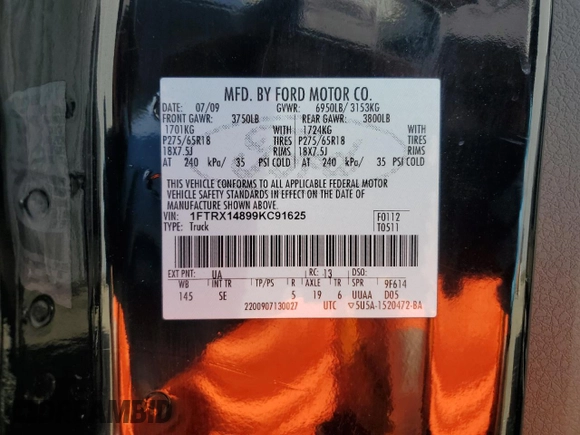 MFD. BY FORD MOTOR CO.
DATE: 07/09 GVWR: 6950LB/ 3153KG
FRONT GAWR: 3750LB REAR GAWR: 3800LB
1701KG WITH 1724KG WITH
P275/65R18 TIRES P275/65R18 TIRES
18X7.5J RIMS 18X7.5J RIMS
AT 240 kPa/ 35 PSI COLD AT 240 kPa/ 35 PSI COLD
THIS VEHICLE CONFORMS TO ALL APPLICABLE FEDERAL MOTOR
VEHICLE SAFETY STANDARDS IN EFFECT ON THE DATE OF
MANUFACTURE SHOWN ABOVE.
VIN: 1FTRX14899KC91625 F0112
TYPE: Truck T0511
EXT PNT: UA RC: 13 DSO:
WB INT TR TP/PS R AXLE TR SPR 9F614
145 SE 5 19 6 UUAA D05
2200907130027 UTC ▽5U5A-1520472-BA